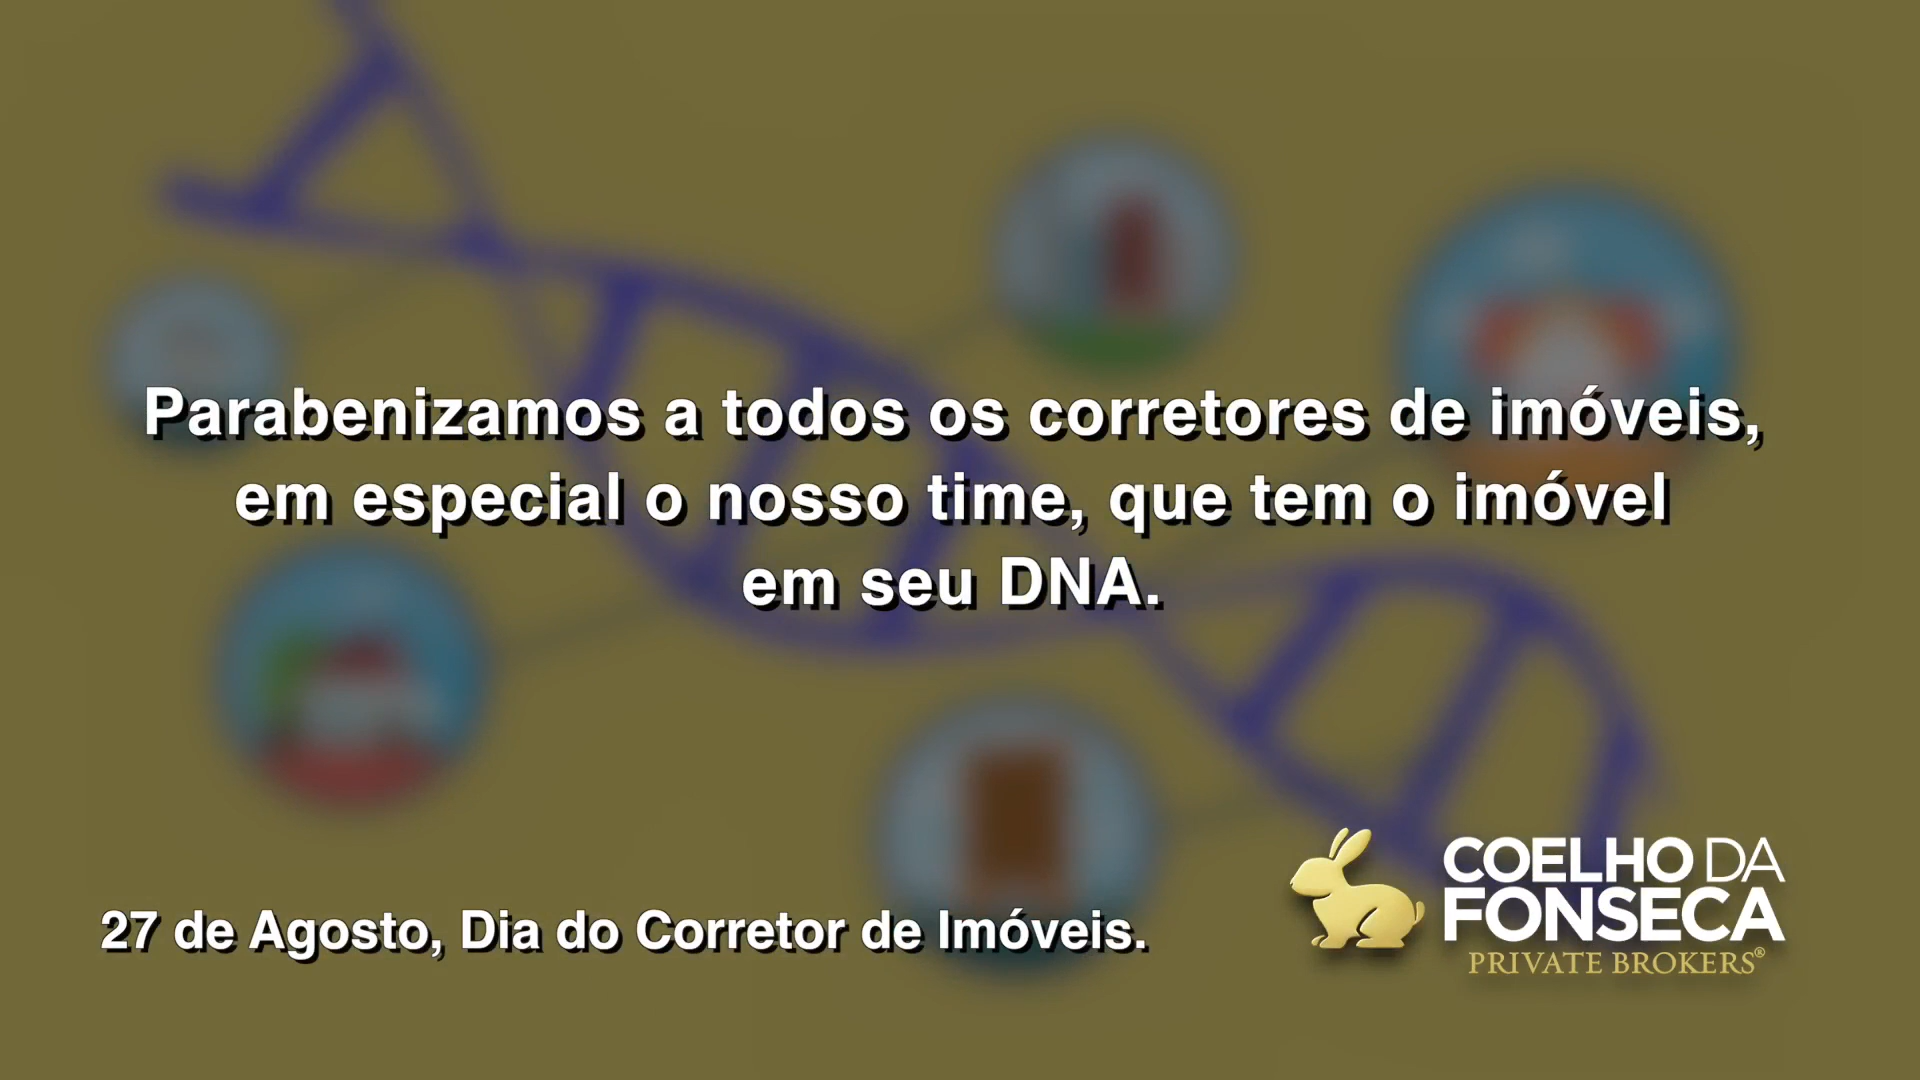 Parabenizamos a todos os corretores de imóveis,
em especial o nosso time, que tem o imóvel
em seu DNA.
27 de Agosto, Dia do Corretor de Imóveis.
COELHO DA
FONSECA
PRIVATE BROKERS®